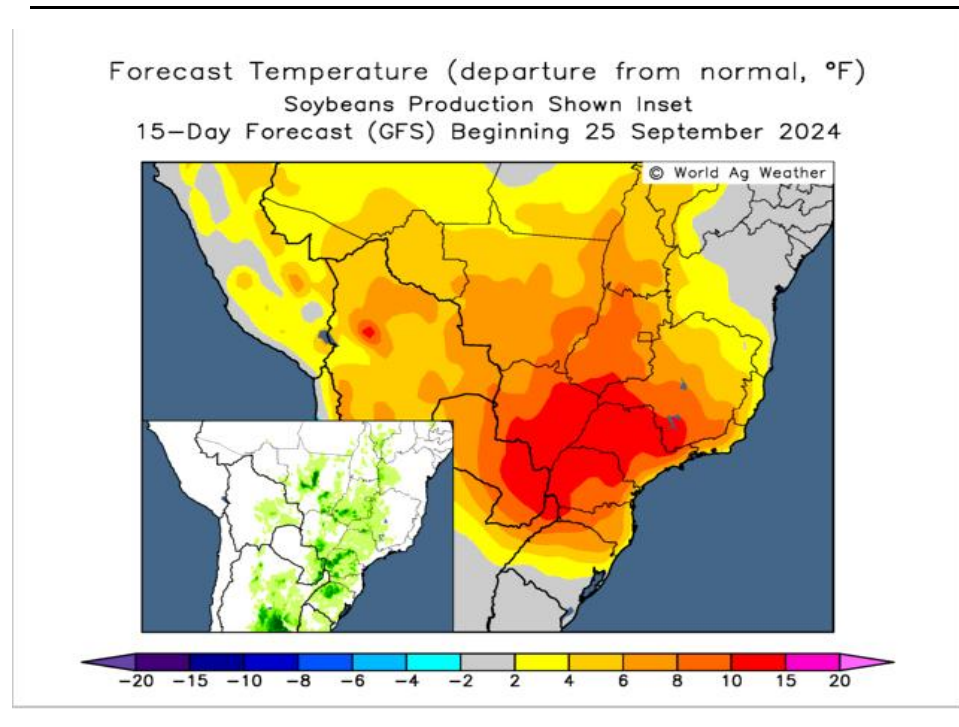 Forecast Temperature (departure from normal, °F)
Soybeans Production Shown Inset
15-Day Forecast (GFS) Beginning 25 September 2024
© World Ag Weather
-20 -15 -10 -8 -6 -4 -2 2 4 6 8 10 15 20